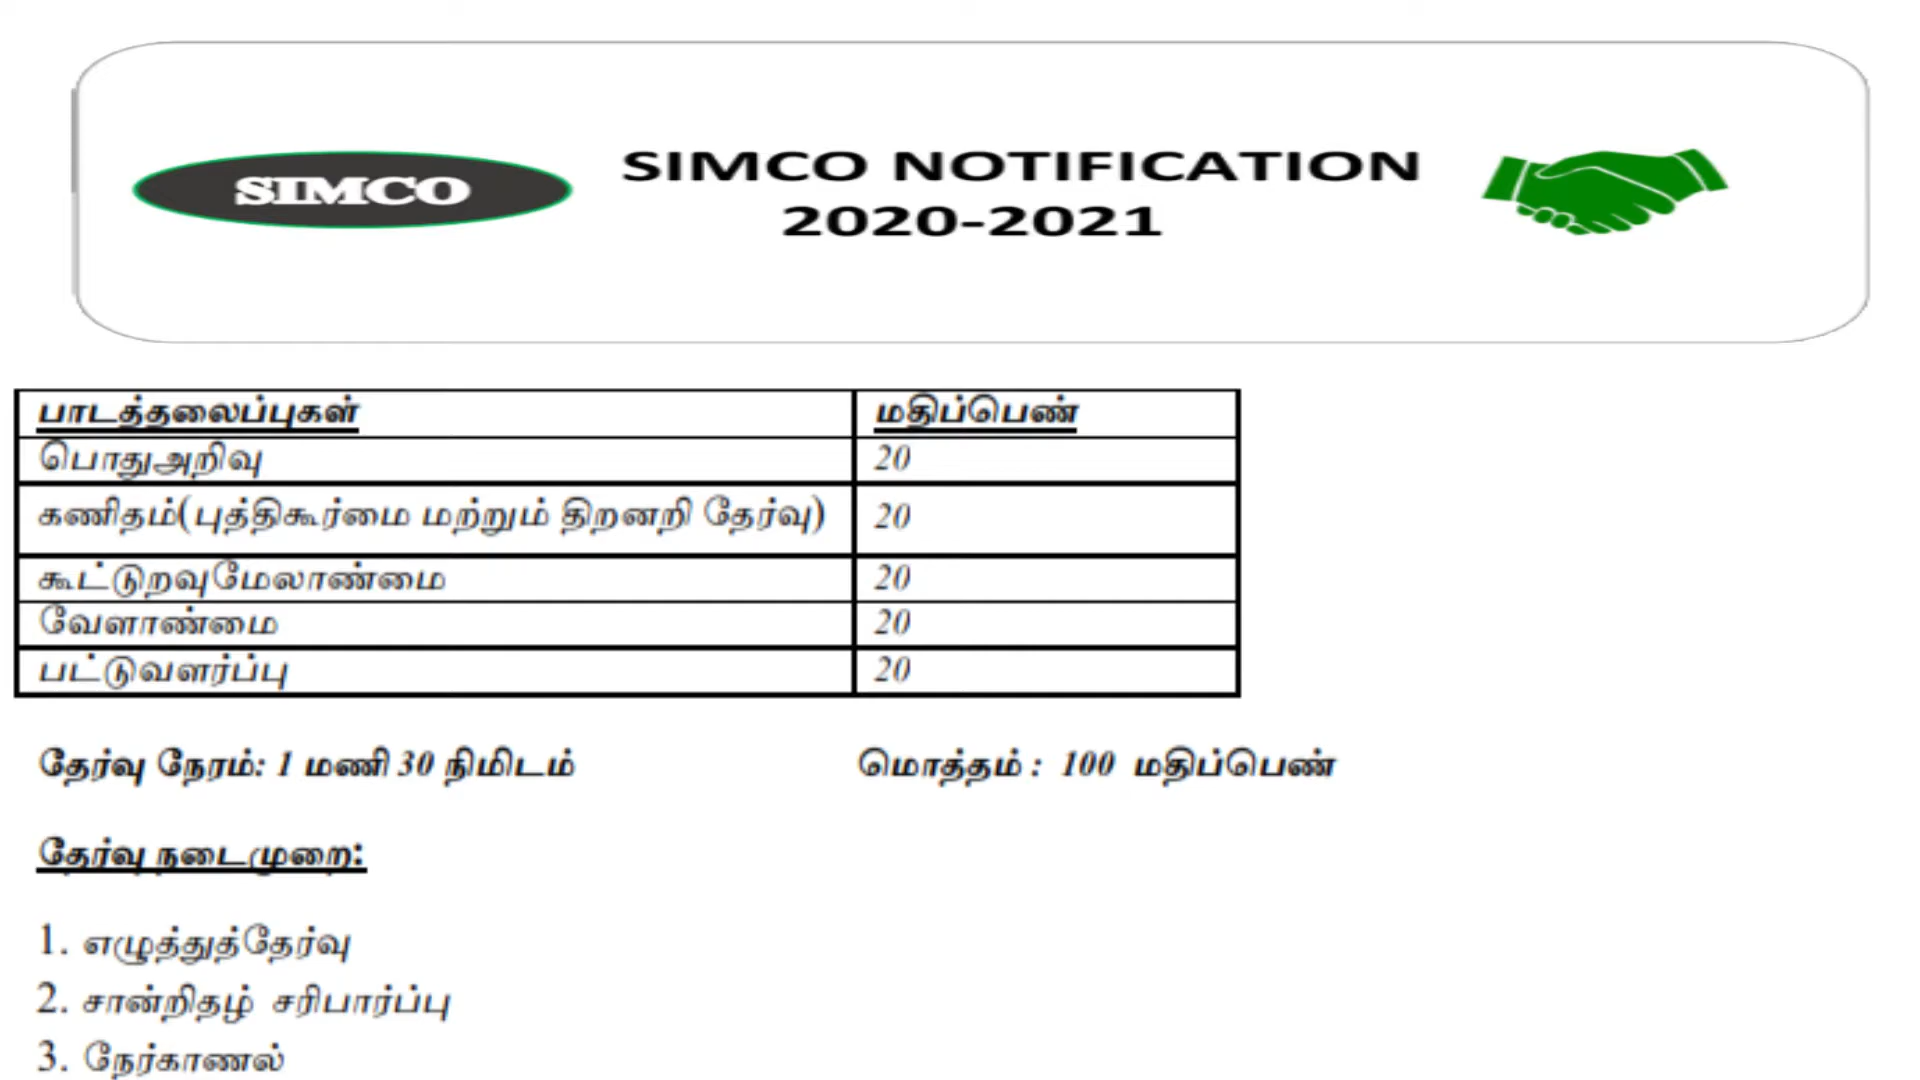 SIMCO
SIMCO NOTIFICATION
2020-2021
பாடத்தலைப்புகள் மதிப்பெண்
பொதுஅறிவு 20
கணிதம்(புத்திகூர்மை மற்றும் திறனறி தேர்வு) 20
கூட்டுறவுமேலாண்மை 20
வேளாண்மை 20
பட்டுவளர்ப்பு 20
தேர்வு நேரம்: 1 மணி 30 நிமிடம் மொத்தம் : 100 மதிப்பெண்
தேர்வு நடைமுறை:
1. எழுத்துத்தேர்வு
2. சான்றிதழ் சரிபார்ப்பு
3. நேர்காணல்